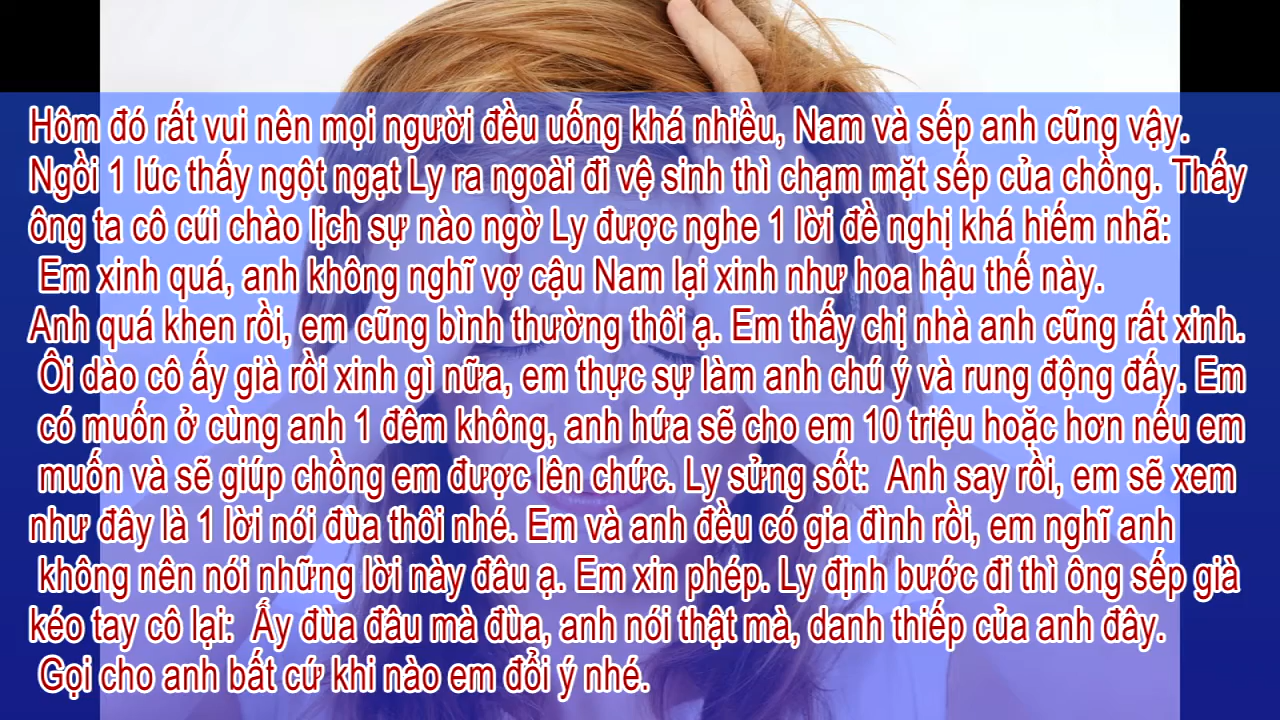 Hôm đó rất vui nên mọi người đều uống khá nhiều, Nam và sếp anh cũng vậy.
Ngồi 1 lúc thấy ngột ngạt Ly ra ngoài đi vệ sinh thì chạm mặt sếp của chồng. Thấy
ông ta cô cúi chào lịch sự nào ngờ Ly được nghe 1 lời đề nghị khá hiếm nhã:
Em xinh quá, anh không nghĩ vợ cậu Nam lại xinh như hoa hậu thế này.
Anh quá khen rồi, em cũng bình thường thôi ạ. Em thấy chị nhà anh cũng rất xinh.
Ôi dào cô ấy già rồi xinh gì nữa, em thực sự làm anh chú ý và rung động đấy. Em
có muốn ở cùng anh 1 đêm không, anh hứa sẽ cho em 10 triệu hoặc hơn nếu em
muốn và sẽ giúp chồng em được lên chức. Ly sửng sốt: Anh say rồi, em sẽ xem
như đây là 1 lời nói đùa thôi nhé. Em và anh đều có gia đình rồi, em nghĩ anh
không nên nói những lời này đâu ạ. Em xin phép. Ly định bước đi thì ông sếp già
kéo tay cô lại: Ấy đùa đâu mà đùa, anh nói thật mà, danh thiếp của anh đây.
Gọi cho anh bất cứ khi nào em đổi ý nhé.